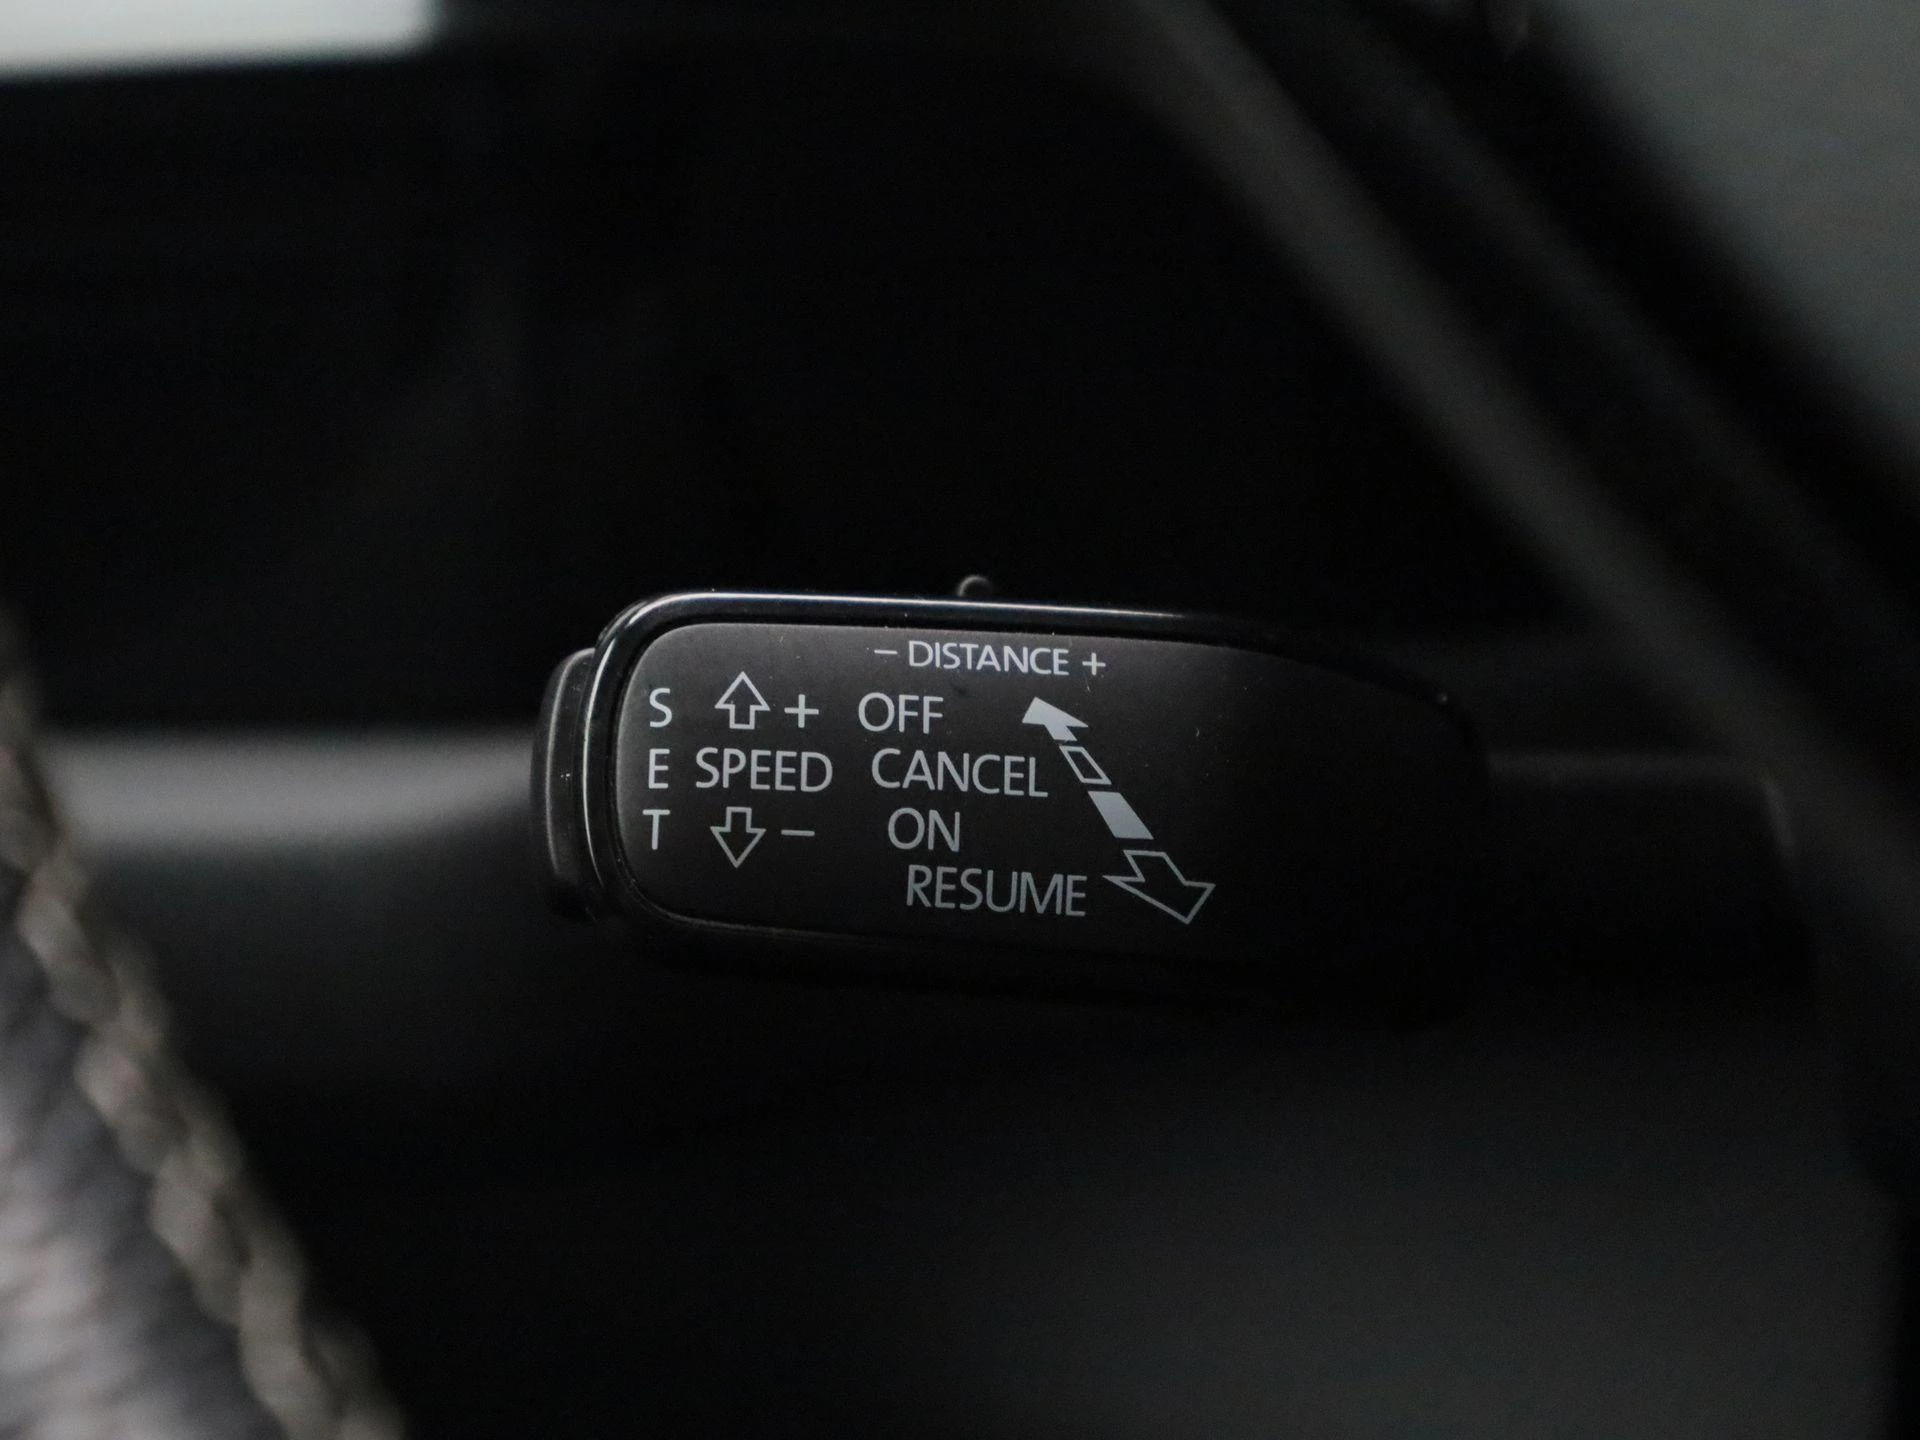 – DISTANCE +
S + OFF
E SPEED CANCEL
T – ON
RESUME